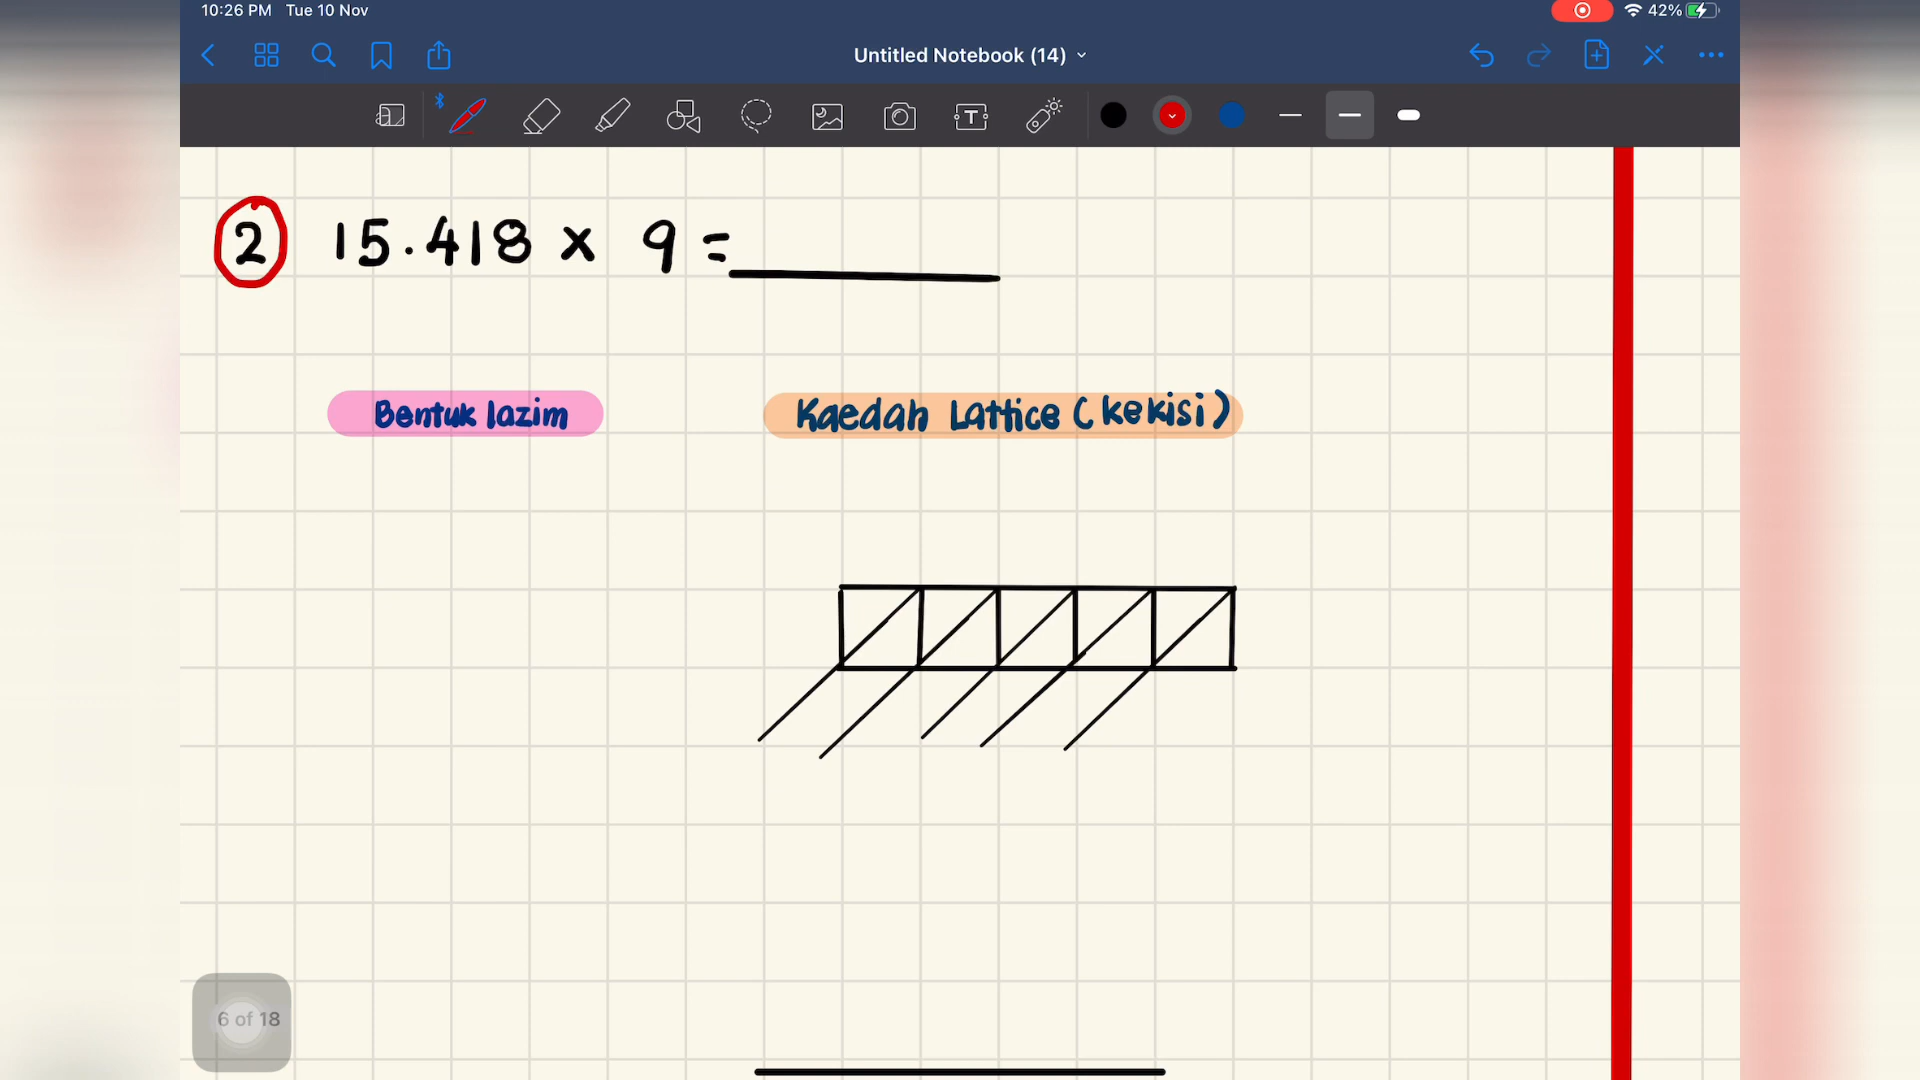 10:26 PM Tue 10 Nov
42%
Untitled Notebook (14)
T
2 15.418 x 9 =
Bentuk lazim
Kaedah Lattice (kekisi)
6 of 18